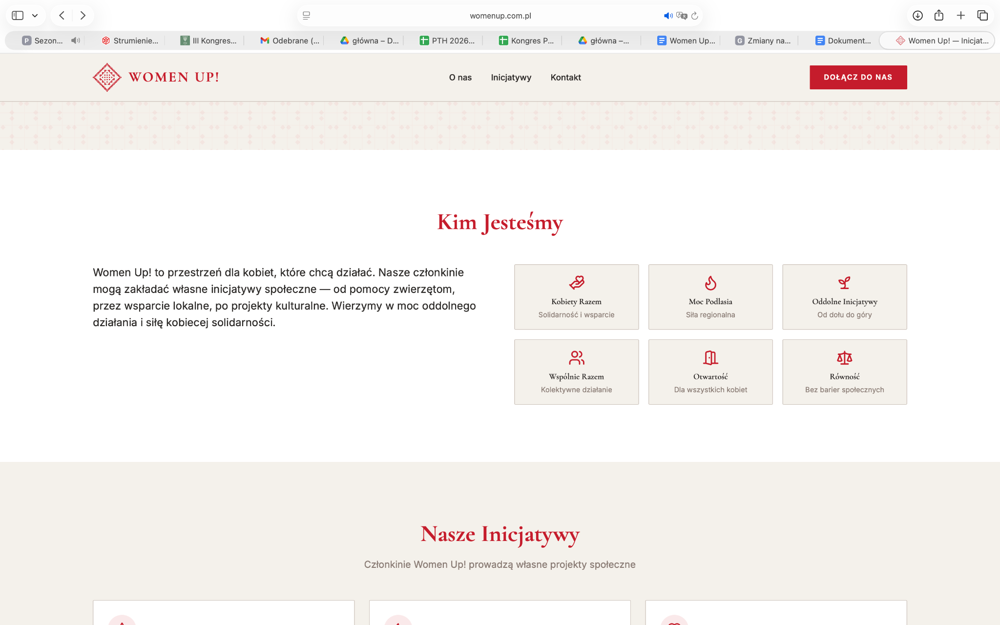 womenup.com.pl
P Sezon...
Strumienie...
III Kongres...
Odebrane (...
główna – D...
PTH 2026...
Kongres P...
główna –...
Women Up...
G Zmiany na...
Dokument...
Women Up! — Inicjat...
WOMEN UP!
O nas
Inicjatywy
Kontakt
DOŁĄCZ DO NAS
Kim Jesteśmy
Women Up! to przestrzeń dla kobiet, które chcą działać. Nasze członkinie
mogą zakładać własne inicjatywy społeczne — od pomocy zwierzętom,
przez wsparcie lokalne, po projekty kulturalne. Wierzymy w moc oddolnego
działania i siłę kobiecej solidarności.
Kobiety Razem
Solidarność i wsparcie
Moc Podlasia
Siła regionalna
Oddolne Inicjatywy
Od dołu do góry
Wspólnie Razem
Kolektywne działanie
Otwartość
Dla wszystkich kobiet
Równość
Bez barier społecznych
Nasze Inicjatywy
Członkinie Women Up! prowadzą własne projekty społeczne